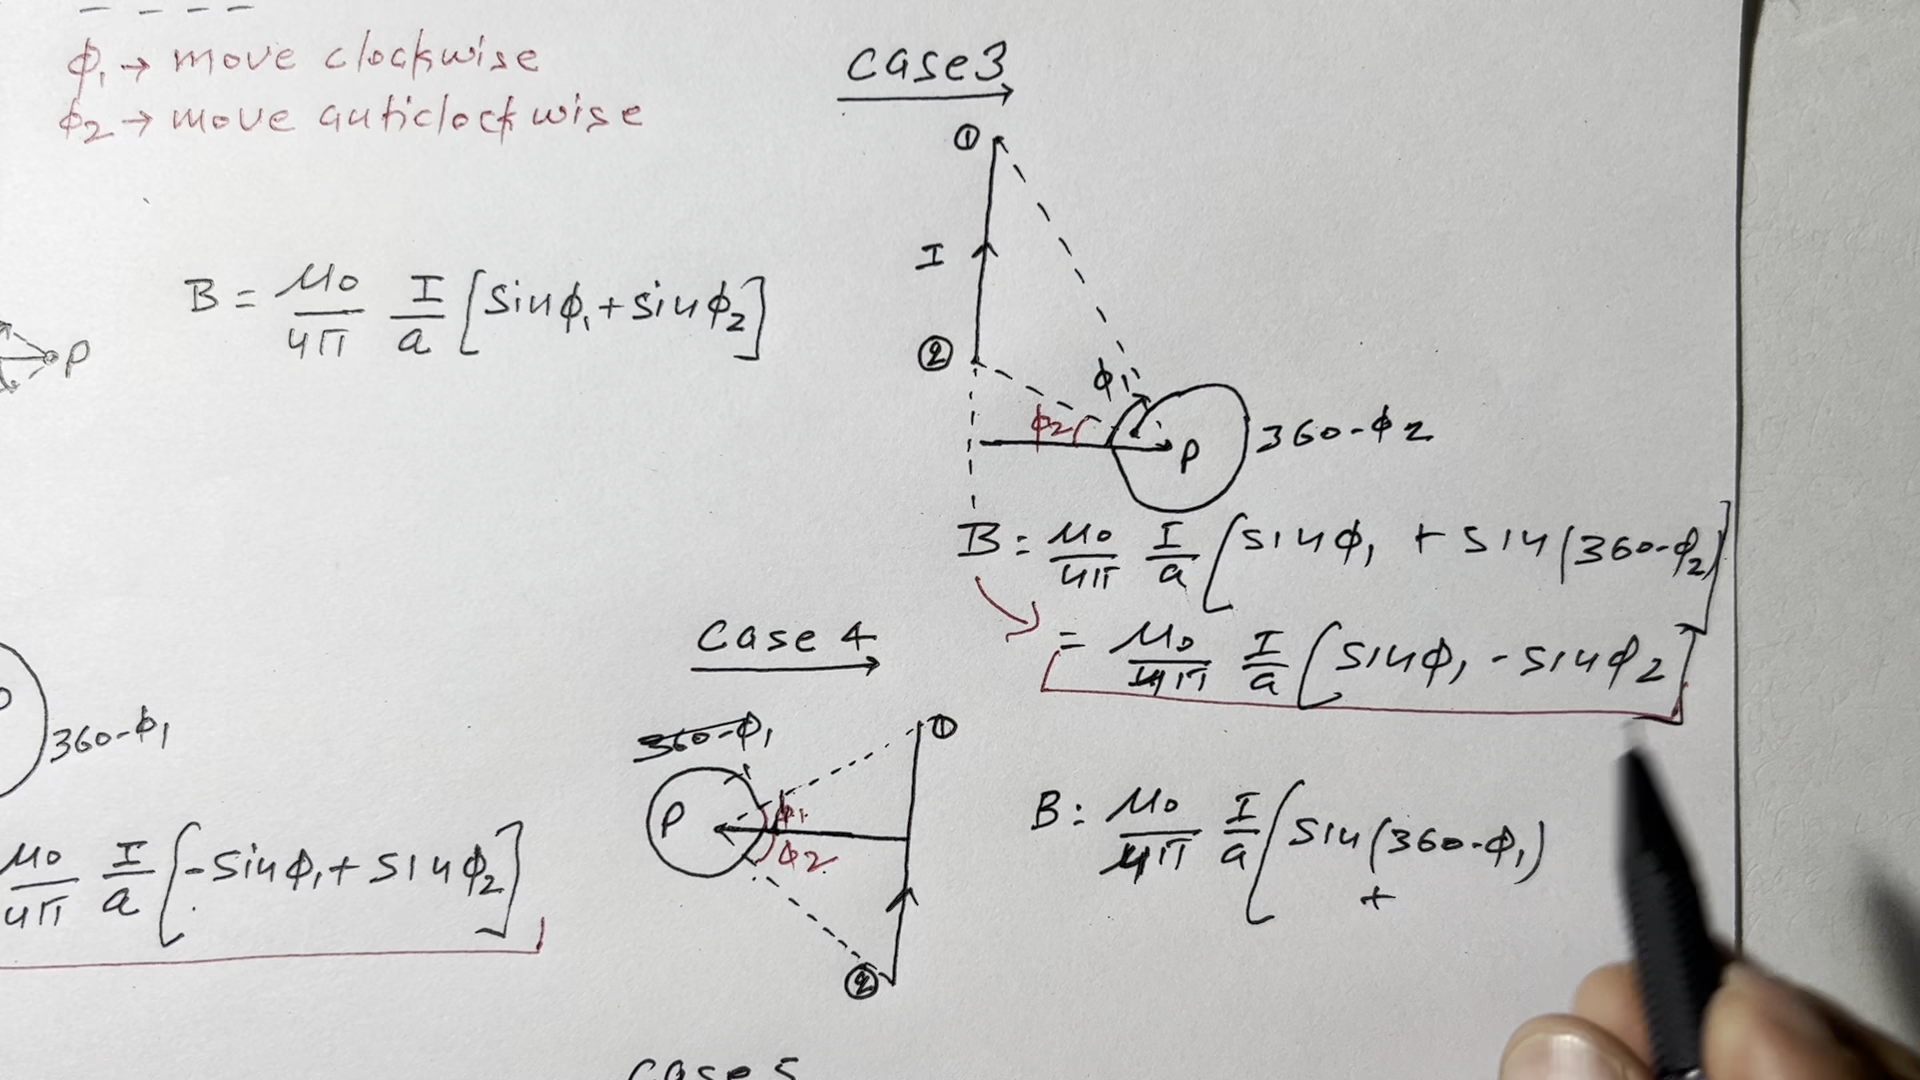 φ₁ → move clockwise
φ₂ → move anticlockwise
B = μ₀/4π I/a [sinφ₁ + sinφ₂]
P
case 3
①
I
②
φ₁
φ₂
P
360-φ₂
B = μ₀/4π I/a [sinφ₁ + sin(360-φ₂)]
= μ₀/4π I/a [sinφ₁ - sinφ₂]
360-φ₁
μ₀/4π I/a [-sinφ₁ + sinφ₂]
Case 4
360-φ₁
①
P
φ₁
φ₂
②
B = μ₀/4π I/a [sin(360-φ₁)
+
Case 5